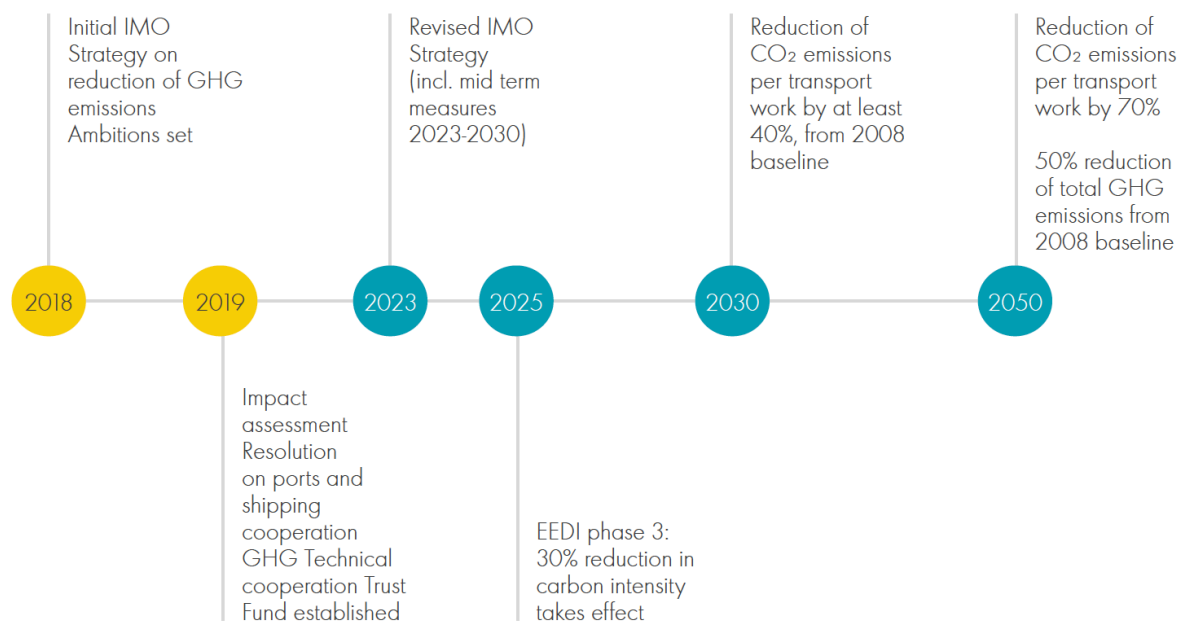 Initial IMO
Strategy on
reduction of GHG
emissions
Ambitions set
Revised IMO
Strategy
(incl. mid term
measures
2023-2030)
Reduction of
CO₂ emissions
per transport
work by at least
40%, from 2008
baseline
Reduction of
CO₂ emissions
per transport
work by 70%
50% reduction
of total GHG
emissions from
2008 baseline
2018
2019
2023
2025
2030
2050
Impact
assessment
Resolution
on ports and
shipping
cooperation
GHG Technical
cooperation Trust
Fund established
EEDI phase 3:
30% reduction in
carbon intensity
takes effect